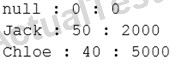 null : 0 : 0
Jack : 50 : 2000
Chloe : 40 : 5000